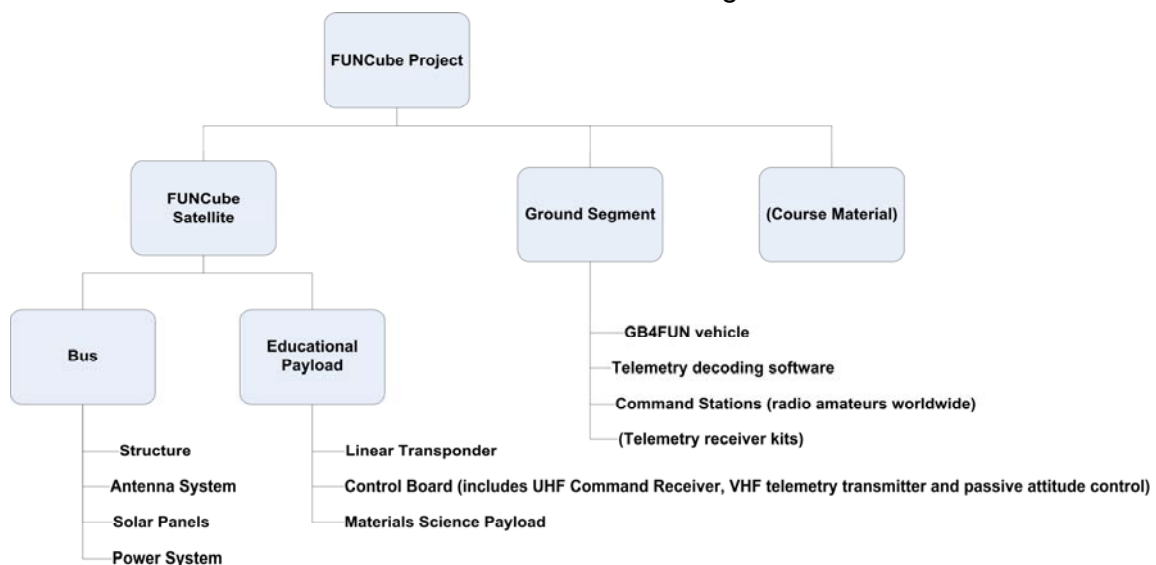 FUNCube Project
FUNCube
Satellite
Ground Segment
(Course Material)
Bus
Educational
Payload
GB4FUN vehicle
Telemetry decoding software
Command Stations (radio amateurs worldwide)
(Telemetry receiver kits)
Structure
Antenna System
Solar Panels
Power System
Linear Transponder
Control Board (includes UHF Command Receiver, VHF telemetry transmitter and passive attitude control)
Materials Science Payload